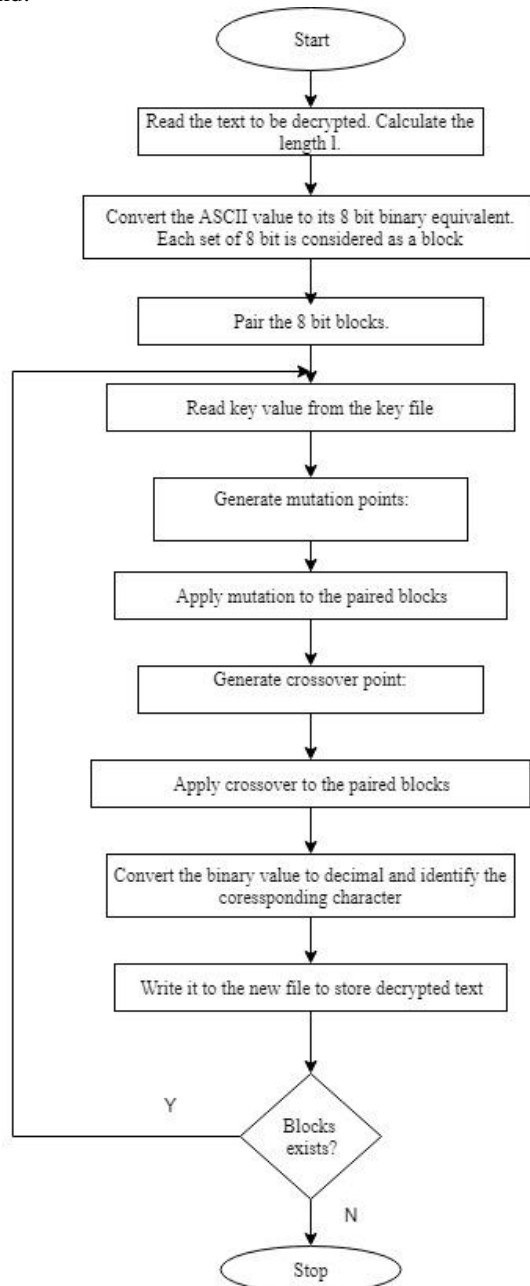 Start
Read the text to be decrypted. Calculate the
length l.
Convert the ASCII value to its 8 bit binary equivalent.
Each set of 8 bit is considered as a block
Pair the 8 bit blocks.
Read key value from the key file
Generate mutation points:
Apply mutation to the paired blocks
Generate crossover point:
Apply crossover to the paired blocks
Convert the binary value to decimal and identify the
coressponding character
Write it to the new file to store decrypted text
Y
Blocks
exists?
N
Stop